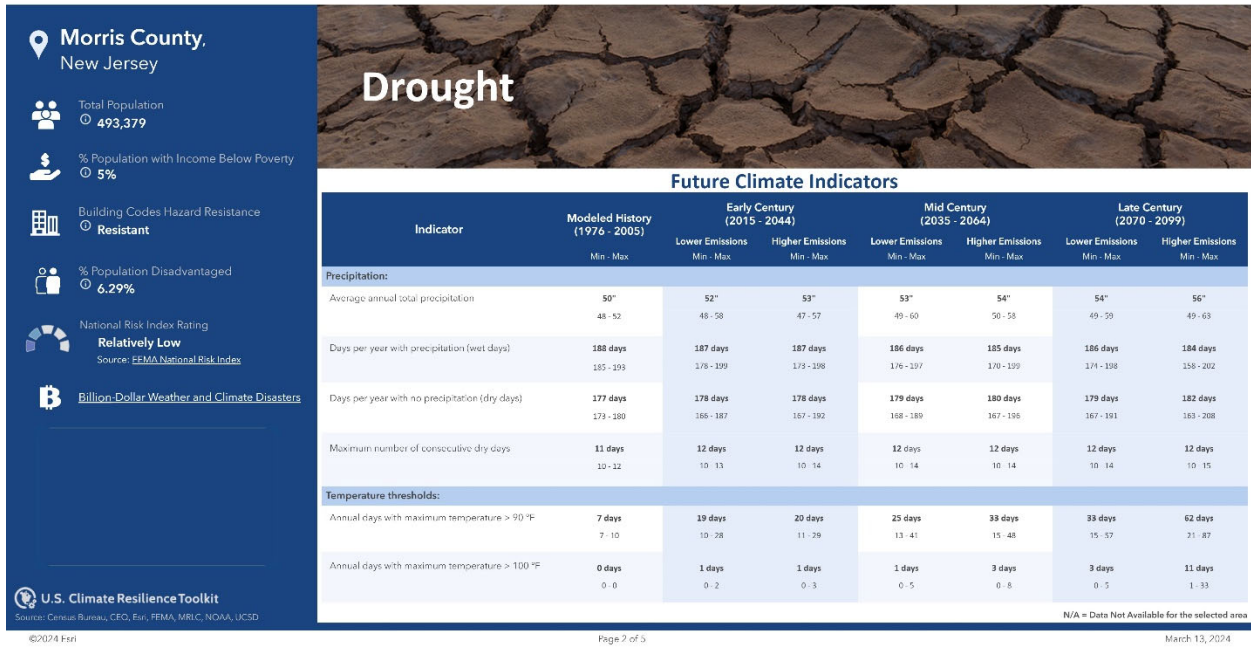 Morris County,
New Jersey
Total Population
493,379
% Population with Income Below Poverty
5%
Building Codes Hazard Resistance
Resistant
% Population Disadvantaged
6.29%
National Risk Index Rating
Relatively Low
Source: FEMA National Risk Index
Billion-Dollar Weather and Climate Disasters
U.S. Climate Resilience Toolkit
Source: Census Bureau, CEQ, Esri, FEMA, MRLC, NOAA, UCSD
Drought
Future Climate Indicators
Indicator
Modeled History
(1976 - 2005)
Min - Max
Early Century
(2015 - 2044)
Lower Emissions Higher Emissions
Min - Max Min - Max
Mid Century
(2035 - 2064)
Lower Emissions Higher Emissions
Min - Max Min - Max
Late Century
(2070 - 2099)
Lower Emissions Higher Emissions
Min - Max Min - Max
Precipitation:
Average annual total precipitation 50" 52" 53" 53" 54" 54" 56"
48 - 52 48 - 58 47 - 57 49 - 60 50 - 58 49 - 59 49 - 63
Days per year with precipitation (wet days) 188 days 187 days 187 days 186 days 185 days 186 days 184 days
185 - 193 178 - 199 173 - 198 176 - 197 170 - 199 174 - 198 158 - 202
Days per year with no precipitation (dry days) 177 days 178 days 178 days 179 days 180 days 179 days 182 days
173 - 180 166 - 187 167 - 192 168 - 189 167 - 196 167 - 191 163 - 208
Maximum number of consecutive dry days 11 days 12 days 12 days 12 days 12 days 12 days 12 days
10 - 12 10 - 13 10 - 14 10 - 14 10 - 14 10 - 14 10 - 15
Temperature thresholds:
Annual days with maximum temperature > 90 °F 7 days 19 days 20 days 25 days 33 days 33 days 62 days
7 - 10 10 - 28 11 - 29 13 - 41 15 - 48 15 - 57 21 - 87
Annual days with maximum temperature > 100 °F 0 days 1 days 1 days 1 days 3 days 3 days 11 days
0 - 0 0 - 2 0 - 3 0 - 5 0 - 8 0 - 5 1 - 33
N/A = Data Not Available for the selected area
©2024 Esri
Page 2 of 5
March 13, 2024